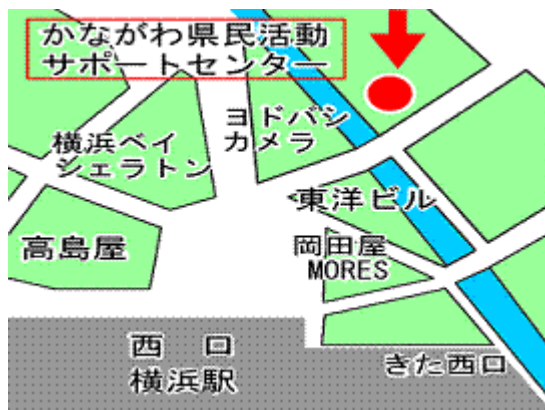 かながわ県民活動
サポートセンター
ヨドバシ
カメラ
横浜ベイ
シェラトン
東洋ビル
高島屋
岡田屋
MORES
西 口
横浜駅
きた西口